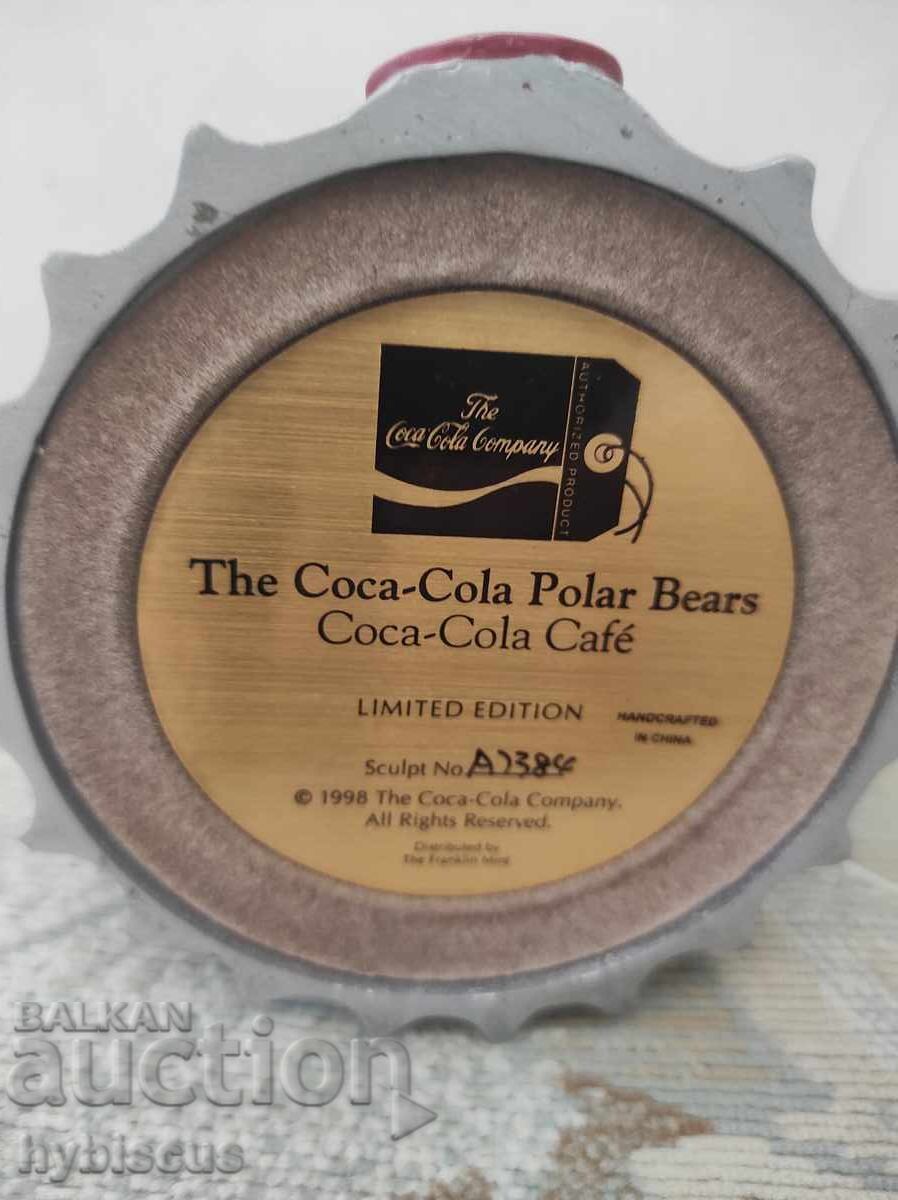 The
Coca-Cola Company
AUTHORIZED PRODUCT
The Coca-Cola Polar Bears
Coca-Cola Café
LIMITED EDITION
HANDCRAFTED
IN CHINA
Sculpt No. A1384
© 1998 The Coca-Cola Company.
All Rights Reserved.
Distributed by
The Franklin Mint
BALKAN
auction
hybiscus